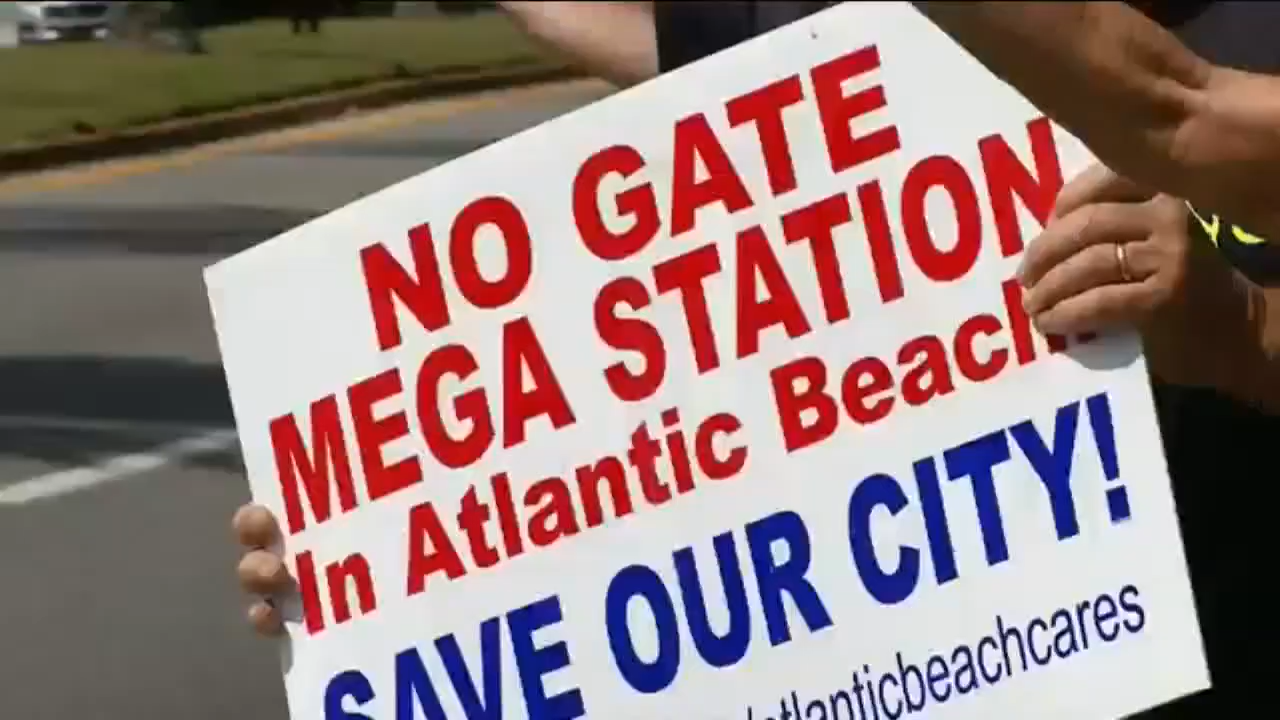 NO GATE
MEGA STATION
In Atlantic Beach!
SAVE OUR CITY!
/atlanticbeachcares